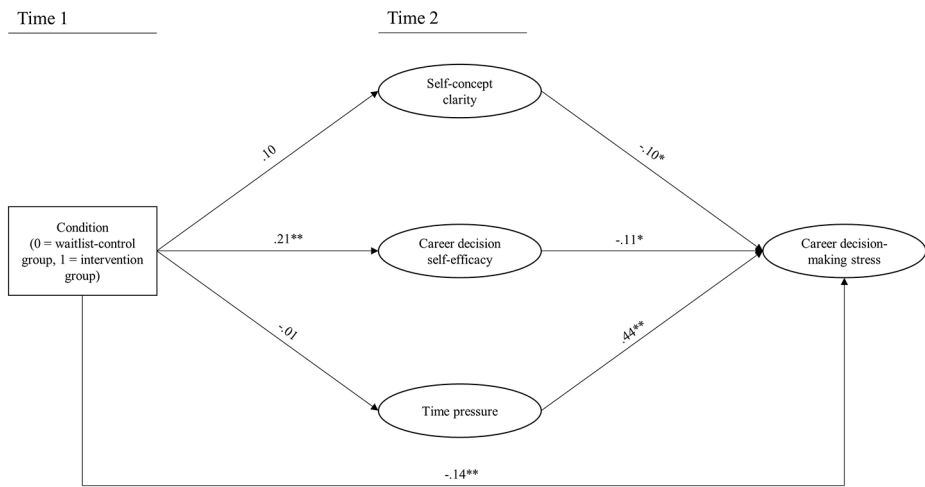 Time 1
Time 2
Self-concept
clarity
.10
-.10*
Condition
(0 = waitlist-control
group, 1 = intervention
group)
.21**
Career decision
self-efficacy
-.11*
Career decision-
making stress
-.01
.44**
Time pressure
-.14**